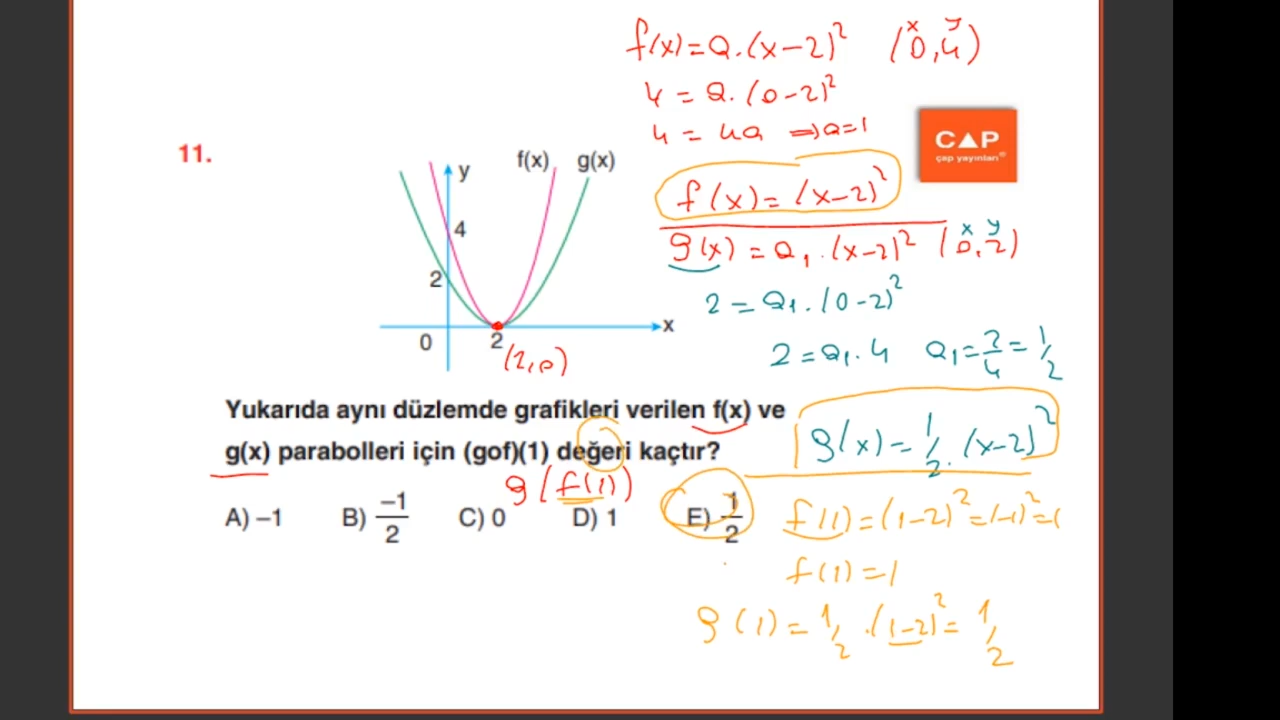 f(x) = a.(x-2)² (0,4)
x y
4 = a.(0-2)²
4 = 4a ⇒ a=1
ÇAP
çap yayınları®
11.
f(x) g(x)
y
4
2
0
2
x
(2,0)
f(x) = (x-2)²
g(x) = a₁.(x-2)² (0,2)
x y
2 = a₁.(0-2)²
2 = a₁.4 a₁ = 2/4 = 1/2
Yukarıda aynı düzlemde grafikleri verilen f(x) ve
g(x) parabolleri için (gof)(1) değeri kaçtır?
g(f(1))
g(x) = 1/2.(x-2)²
A) –1 B) –1/2 C) 0 D) 1 E) 1/2
f(1) = (1-2)² = (-1)² = 1
f(1) = 1
g(1) = 1/2.(1-2)² = 1/2